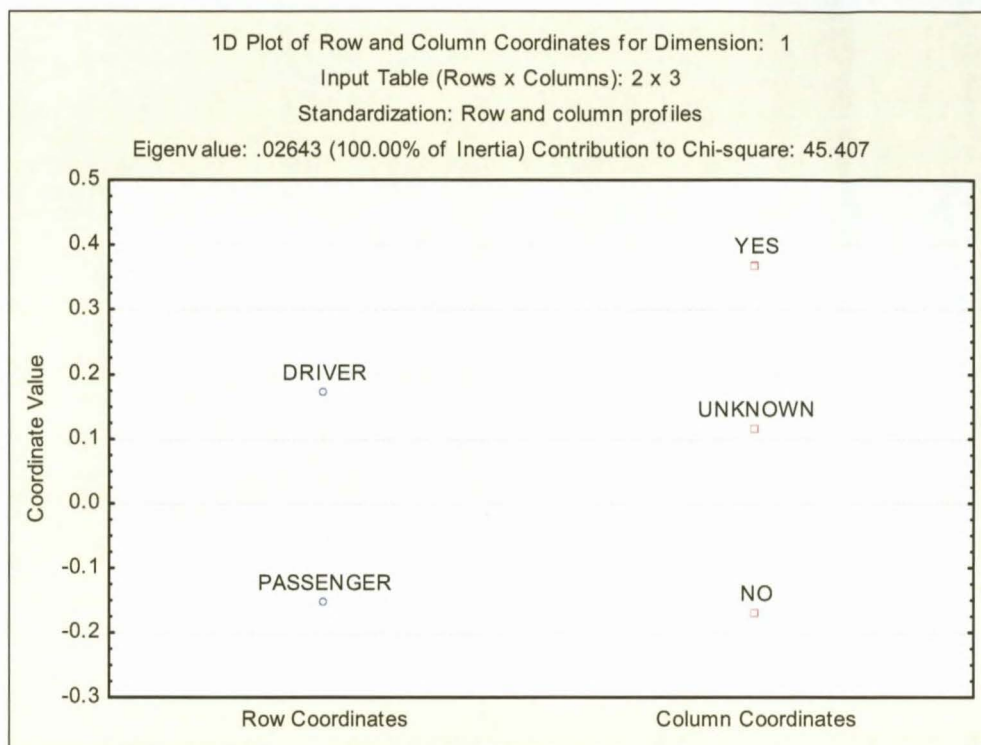 1D Plot of Row and Column Coordinates for Dimension: 1
Input Table (Rows x Columns): 2 x 3
Standardization: Row and column profiles
Eigenvalue: .02643 (100.00% of Inertia) Contribution to Chi-square: 45.407
0.5
0.4
0.3
0.2
0.1
0.0
-0.1
-0.2
-0.3
Coordinate Value
YES
DRIVER
UNKNOWN
PASSENGER
NO
Row Coordinates
Column Coordinates